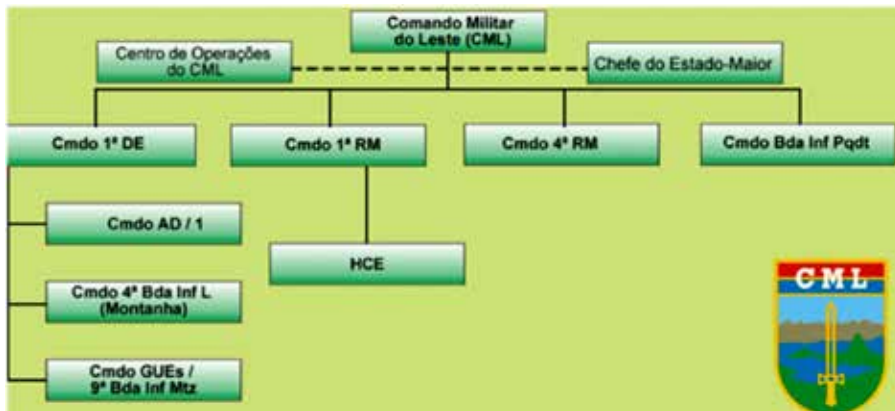 Comando Militar
do Leste (CML)
Centro de Operações
do CML
Chefe do Estado-Maior
Cmdo 1ª DE
Cmdo 1ª RM
Cmdo 4ª RM
Cmdo Bda Inf Pqdt
Cmdo AD / 1
HCE
Cmdo 4ª Bda Inf L
(Montanha)
Cmdo GUEs /
9ª Bda Inf Mtz
CML